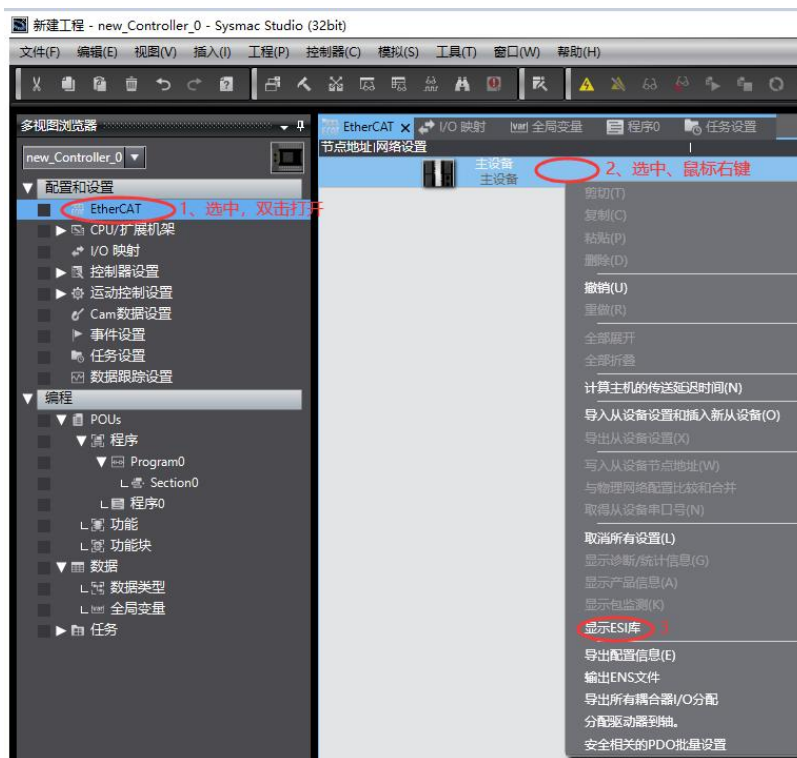 新建工程 - new_Controller_0 - Sysmac Studio (32bit)
文件(F) 编辑(E) 视图(V) 插入(I) 工程(P) 控制器(C) 模拟(S) 工具(T) 窗口(W) 帮助(H)
多视图浏览器
EtherCAT
I/O 映射
全局变量
程序0
任务设置
new_Controller_0
节点地址|网络设置
主设备
主设备
2、选中、鼠标右键
配置和设置
EtherCAT
1、选中，双击打开
CPU/扩展机架
I/O 映射
控制器设置
运动控制设置
Cam数据设置
事件设置
任务设置
数据跟踪设置
编程
POUs
程序
Program0
Section0
程序0
功能
功能块
数据
数据类型
全局变量
任务
剪切(T)
复制(C)
粘贴(P)
删除(D)
撤销(U)
重做(R)
全部展开
全部折叠
计算主机的传送延迟时间(N)
导入从设备设置和插入新从设备(O)
导出从设备设置(X)
写入从设备节点地址(W)
与物理网络配置比较和合并
取得从设备串口号(N)
取消所有设置(L)
显示诊断/统计信息(G)
显示产品信息(A)
显示包监测(K)
显示ESI库
3
导出配置信息(E)
输出ENS文件
导出所有耦合器I/O分配
分配驱动器到轴。
安全相关的PDO批量设置